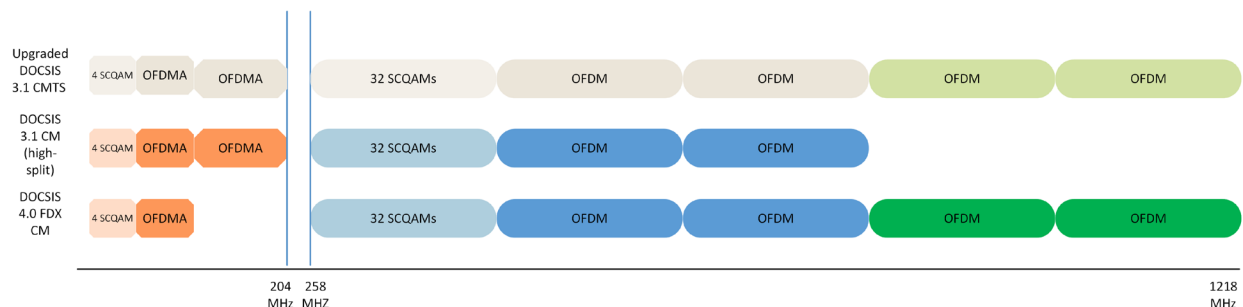 Upgraded
DOCSIS
3.1 CMTS
4 SCQAM OFDMA OFDMA 32 SCQAMs OFDM OFDM OFDM OFDM
DOCSIS
3.1 CM
(high-
split)
4 SCQAM OFDMA OFDMA 32 SCQAMs OFDM OFDM
DOCSIS
4.0 FDX
CM
4 SCQAM OFDMA 32 SCQAMs OFDM OFDM OFDM OFDM
204
MHz
258
MHZ
1218
MHz